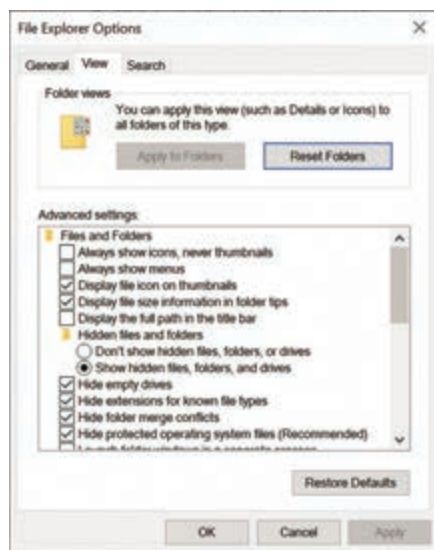 File Explorer Options
General View Search
Folder views
You can apply this view (such as Details or Icons) to
all folders of this type.
Apply to Folders Reset Folders
Advanced settings:
Files and Folders
Always show icons, never thumbnails
Always show menus
Display file icon on thumbnails
Display file size information in folder tips
Display the full path in the title bar
Hidden files and folders
Don't show hidden files, folders, or drives
Show hidden files, folders, and drives
Hide empty drives
Hide extensions for known file types
Hide folder merge conflicts
Hide protected operating system files (Recommended)
Restore Defaults
OK Cancel Apply